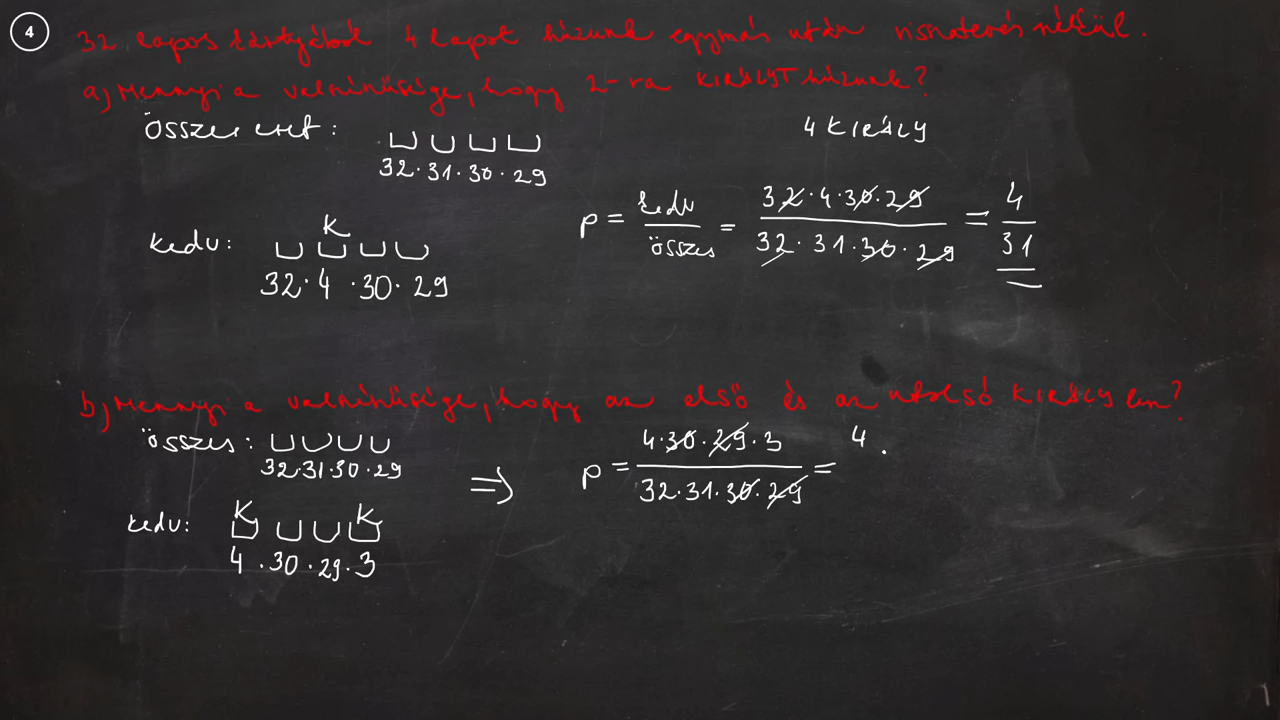 4
32 lapos kártyából 4 lapot húzunk egymás után visszatevés nélkül.
a) Mennyi a valószínűsége, hogy 2-ra KIRÁLYT húzunk?
összes eset:
32·31·30·29
4 KIRÁLY
kedv:
K
32·4·30·29
p = kedv/összes = 32·4·30·29/32·31·30·29 = 4/31
b) Mennyi a valószínűsége, hogy az első és az utolsó KIRÁLY lesz?
összes:
32·31·30·29
kedv:
K K
4·30·29·3
⇒ p = 4·30·29·3/32·31·30·29 = 4.